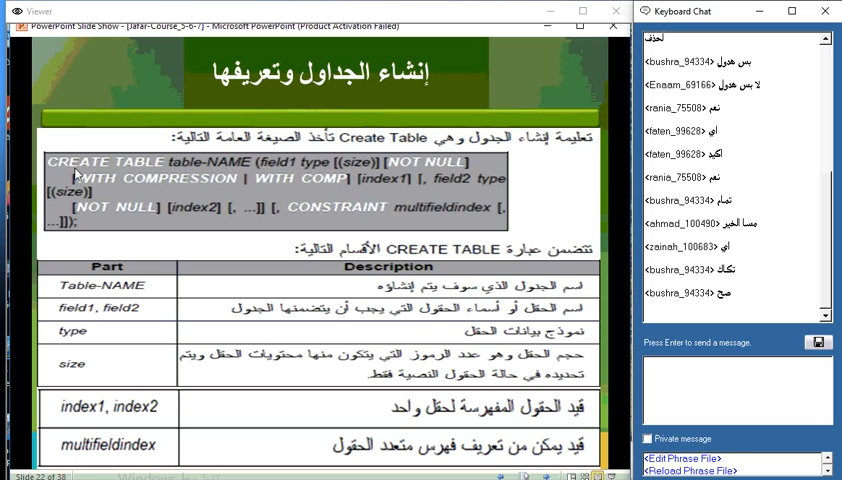 Viewer
PowerPoint Slide Show - [Jafar-Course_5-6-7] - Microsoft PowerPoint (Product Activation Failed)
إنشاء الجداول وتعريفها
تعليمة إنشاء الجدول وهي Create Table تأخذ الصيغة العامة التالية:
CREATE TABLE table-NAME (field1 type [(size)] [NOT NULL]
[WITH COMPRESSION | WITH COMP] [index1] [, field2 type
[(size)]
[NOT NULL] [index2] [, ...]] [, CONSTRAINT multifieldindex [,
...]]);
تتضمن عبارة CREATE TABLE الأقسام التالية:
Part Description
Table-NAME اسم الجدول الذي سوف يتم إنشاؤه
field1, field2 اسم الحقل أو أسماء الحقول التي يجب أن يتضمنها الجدول
type نموذج بيانات الحقل
size حجم الحقل وهو عدد الرموز التي يتكون منها محتويات الحقل ويتم
تحديده في حالة الحقول النصية فقط.
index1, index2 قيد الحقول المفهرسة لحقل واحد
multifieldindex قيد يمكن من تعريف فهرس متعدد الحقول
Slide 22 of 38
Keyboard Chat
لحذف
<bushra_94334> بس هدول
<Enaam_69166> لا بس هدول
<rania_75508> نعم
<faten_99628> اي
<faten_99628> اكيد
<rania_75508> نعم
<bushra_94334> تمام
<ahmad_100490> مسا الخير
<zainah_100683> اي
<bushra_94334> تكاك
<bushra_94334> صح
Press Enter to send a message.
Private message
<Edit Phrase File>
<Reload Phrase File>